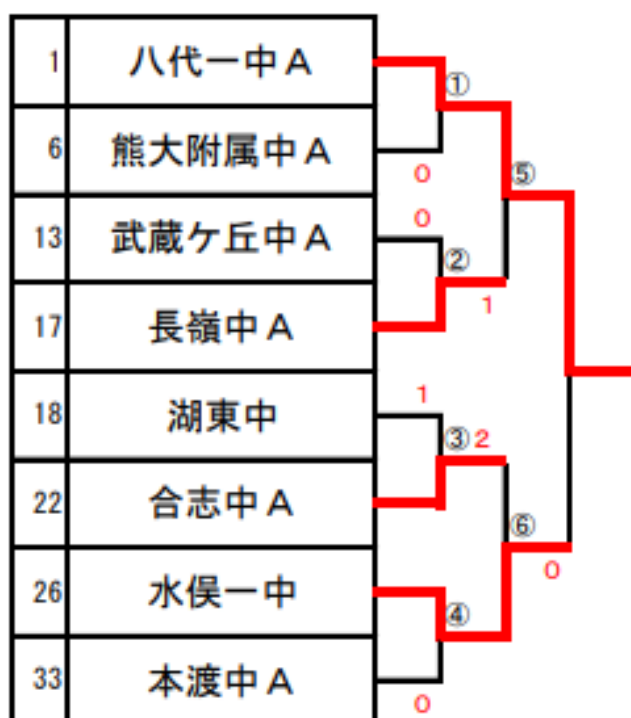 1 八代一中A
①
6 熊大附属中A
0
⑤
13 武蔵ケ丘中A
0
②
1
17 長嶺中A
18 湖東中
1
③ 2
22 合志中A
⑥
0
26 水俣一中
④
33 本渡中A
0